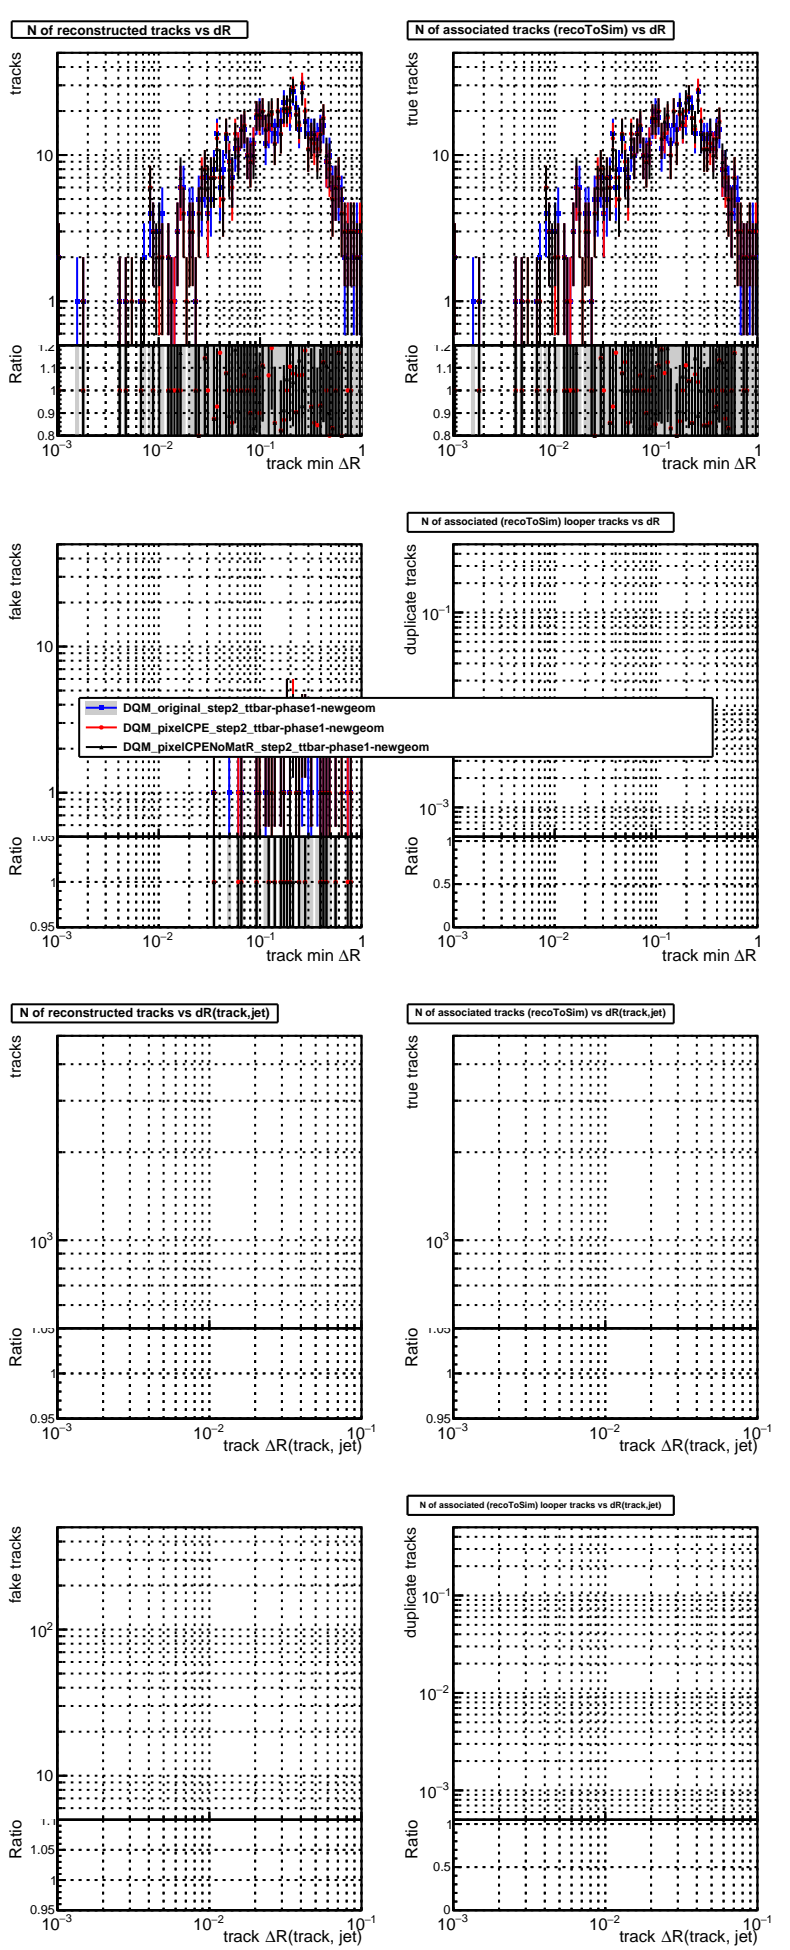 N of reconstructed tracks vs dR
N of associated tracks (recoToSim) vs dR
tracks
10
1
Ratio
1.2
1.1
1
0.9
0.8
10⁻³
10⁻²
10⁻¹
1
track min ΔR
true tracks
10
1
Ratio
1.2
1.1
1
0.9
0.8
10⁻³
10⁻²
10⁻¹
1
track min ΔR
N of associated (recoToSim) looper tracks vs dR
fake tracks
10
1
Ratio
1.05
1
0.95
10⁻³
10⁻²
10⁻¹
1
track min ΔR
duplicate tracks
10⁻¹
10⁻³
Ratio
1
0.5
0
10⁻³
10⁻²
10⁻¹
1
track min ΔR
DQM_original_step2_ttbar-phase1-newgeom
DQM_pixelCPE_step2_ttbar-phase1-newgeom
DQM_pixelCPENoMatR_step2_ttbar-phase1-newgeom
N of reconstructed tracks vs dR(track,jet)
N of associated tracks (recoToSim) vs dR(track,jet)
tracks
10³
Ratio
1.05
1
0.95
10⁻³
10⁻²
10⁻¹
track ΔR(track, jet)
true tracks
10³
Ratio
1.05
1
0.95
10⁻³
10⁻²
10⁻¹
track ΔR(track, jet)
N of associated (recoToSim) looper tracks vs dR(track,jet)
fake tracks
10²
10
Ratio
1.1
1.05
1
0.95
10⁻³
10⁻²
10⁻¹
track ΔR(track, jet)
duplicate tracks
10⁻¹
10⁻²
10⁻³
Ratio
1
0.5
0
10⁻³
10⁻²
10⁻¹
track ΔR(track, jet)